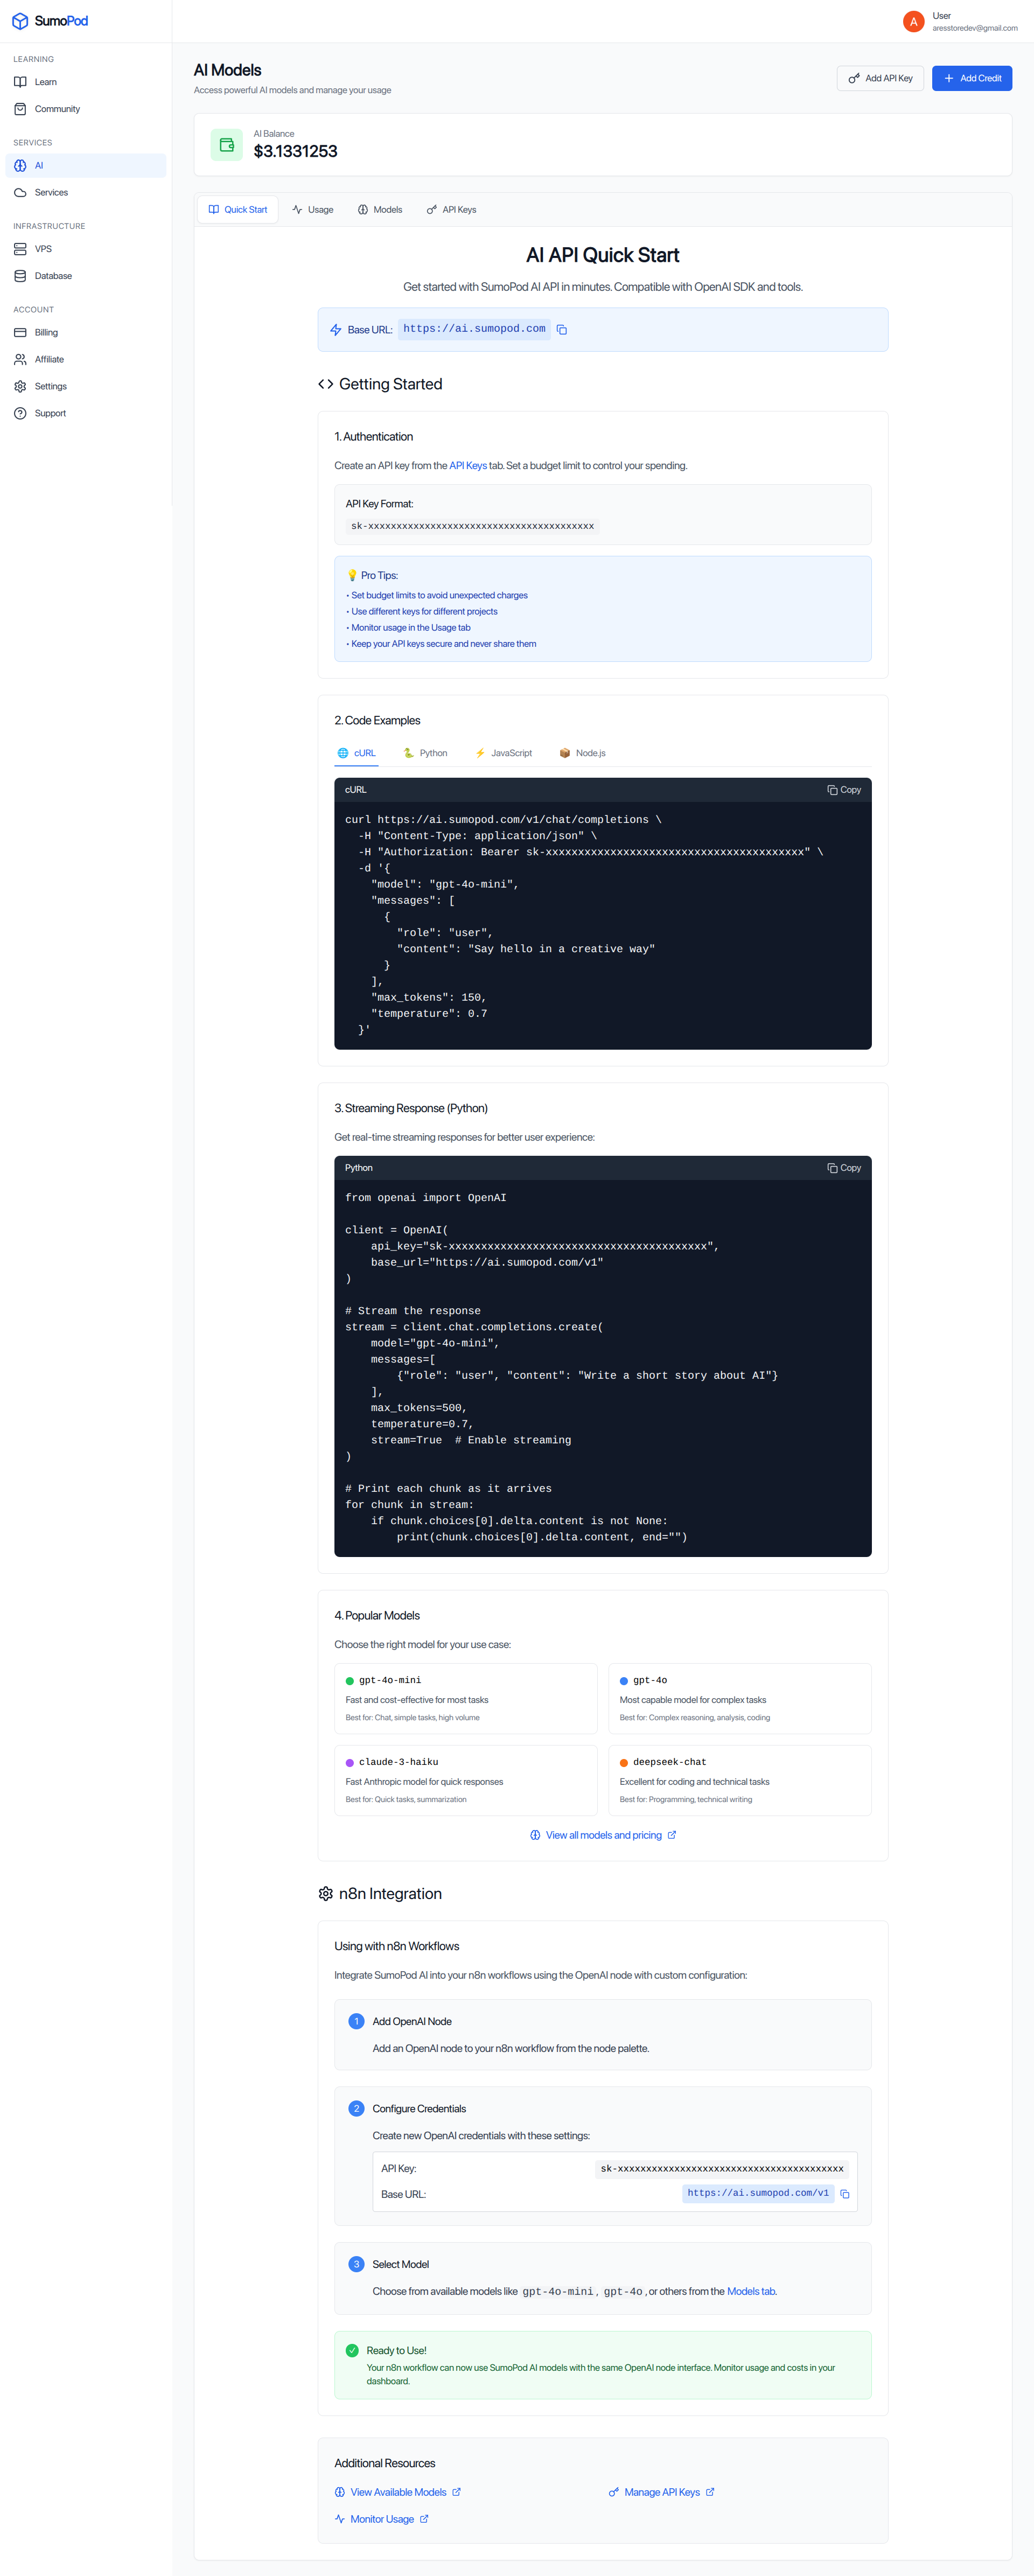 SumoPod
User
aresstoredev@gmail.com
A
LEARNING
Learn
Community
SERVICES
AI
Services
INFRASTRUCTURE
VPS
Database
ACCOUNT
Billing
Affiliate
Settings
Support
AI Models
Access powerful AI models and manage your usage
Add API Key
Add Credit
AI Balance
$3.1331253
Quick Start
Usage
Models
API Keys
AI API Quick Start
Get started with SumoPod AI API in minutes. Compatible with OpenAI SDK and tools.
Base URL: https://ai.sumopod.com
Getting Started
1. Authentication
Create an API key from the API Keys tab. Set a budget limit to control your spending.
API Key Format:
sk-xxxxxxxxxxxxxxxxxxxxxxxxxxxxxxxxxxxxxxxx
💡 Pro Tips:
• Set budget limits to avoid unexpected charges
• Use different keys for different projects
• Monitor usage in the Usage tab
• Keep your API keys secure and never share them
2. Code Examples
🌐 cURL
🐍 Python
⚡ JavaScript
📦 Node.js
cURL
Copy
curl https://ai.sumopod.com/v1/chat/completions \
  -H "Content-Type: application/json" \
  -H "Authorization: Bearer sk-xxxxxxxxxxxxxxxxxxxxxxxxxxxxxxxxxxxxxxxx" \
  -d '{
    "model": "gpt-4o-mini",
    "messages": [
      {
        "role": "user",
        "content": "Say hello in a creative way"
      }
    ],
    "max_tokens": 150,
    "temperature": 0.7
  }'
3. Streaming Response (Python)
Get real-time streaming responses for better user experience:
Python
Copy
from openai import OpenAI
client = OpenAI(
    api_key="sk-xxxxxxxxxxxxxxxxxxxxxxxxxxxxxxxxxxxxxxxx",
    base_url="https://ai.sumopod.com/v1"
)
# Stream the response
stream = client.chat.completions.create(
    model="gpt-4o-mini",
    messages=[
        {"role": "user", "content": "Write a short story about AI"}
    ],
    max_tokens=500,
    temperature=0.7,
    stream=True  # Enable streaming
)
# Print each chunk as it arrives
for chunk in stream:
    if chunk.choices[0].delta.content is not None:
        print(chunk.choices[0].delta.content, end="")
4. Popular Models
Choose the right model for your use case:
gpt-4o-mini
Fast and cost-effective for most tasks
Best for: Chat, simple tasks, high volume
gpt-4o
Most capable model for complex tasks
Best for: Complex reasoning, analysis, coding
claude-3-haiku
Fast Anthropic model for quick responses
Best for: Quick tasks, summarization
deepseek-chat
Excellent for coding and technical tasks
Best for: Programming, technical writing
View all models and pricing
n8n Integration
Using with n8n Workflows
Integrate SumoPod AI into your n8n workflows using the OpenAI node with custom configuration:
1 Add OpenAI Node
Add an OpenAI node to your n8n workflow from the node palette.
2 Configure Credentials
Create new OpenAI credentials with these settings:
API Key: sk-xxxxxxxxxxxxxxxxxxxxxxxxxxxxxxxxxxxxxxxx
Base URL: https://ai.sumopod.com/v1
3 Select Model
Choose from available models like gpt-4o-mini, gpt-4o, or others from the Models tab.
Ready to Use!
Your n8n workflow can now use SumoPod AI models with the same OpenAI node interface. Monitor usage and costs in your
dashboard.
Additional Resources
View Available Models
Manage API Keys
Monitor Usage